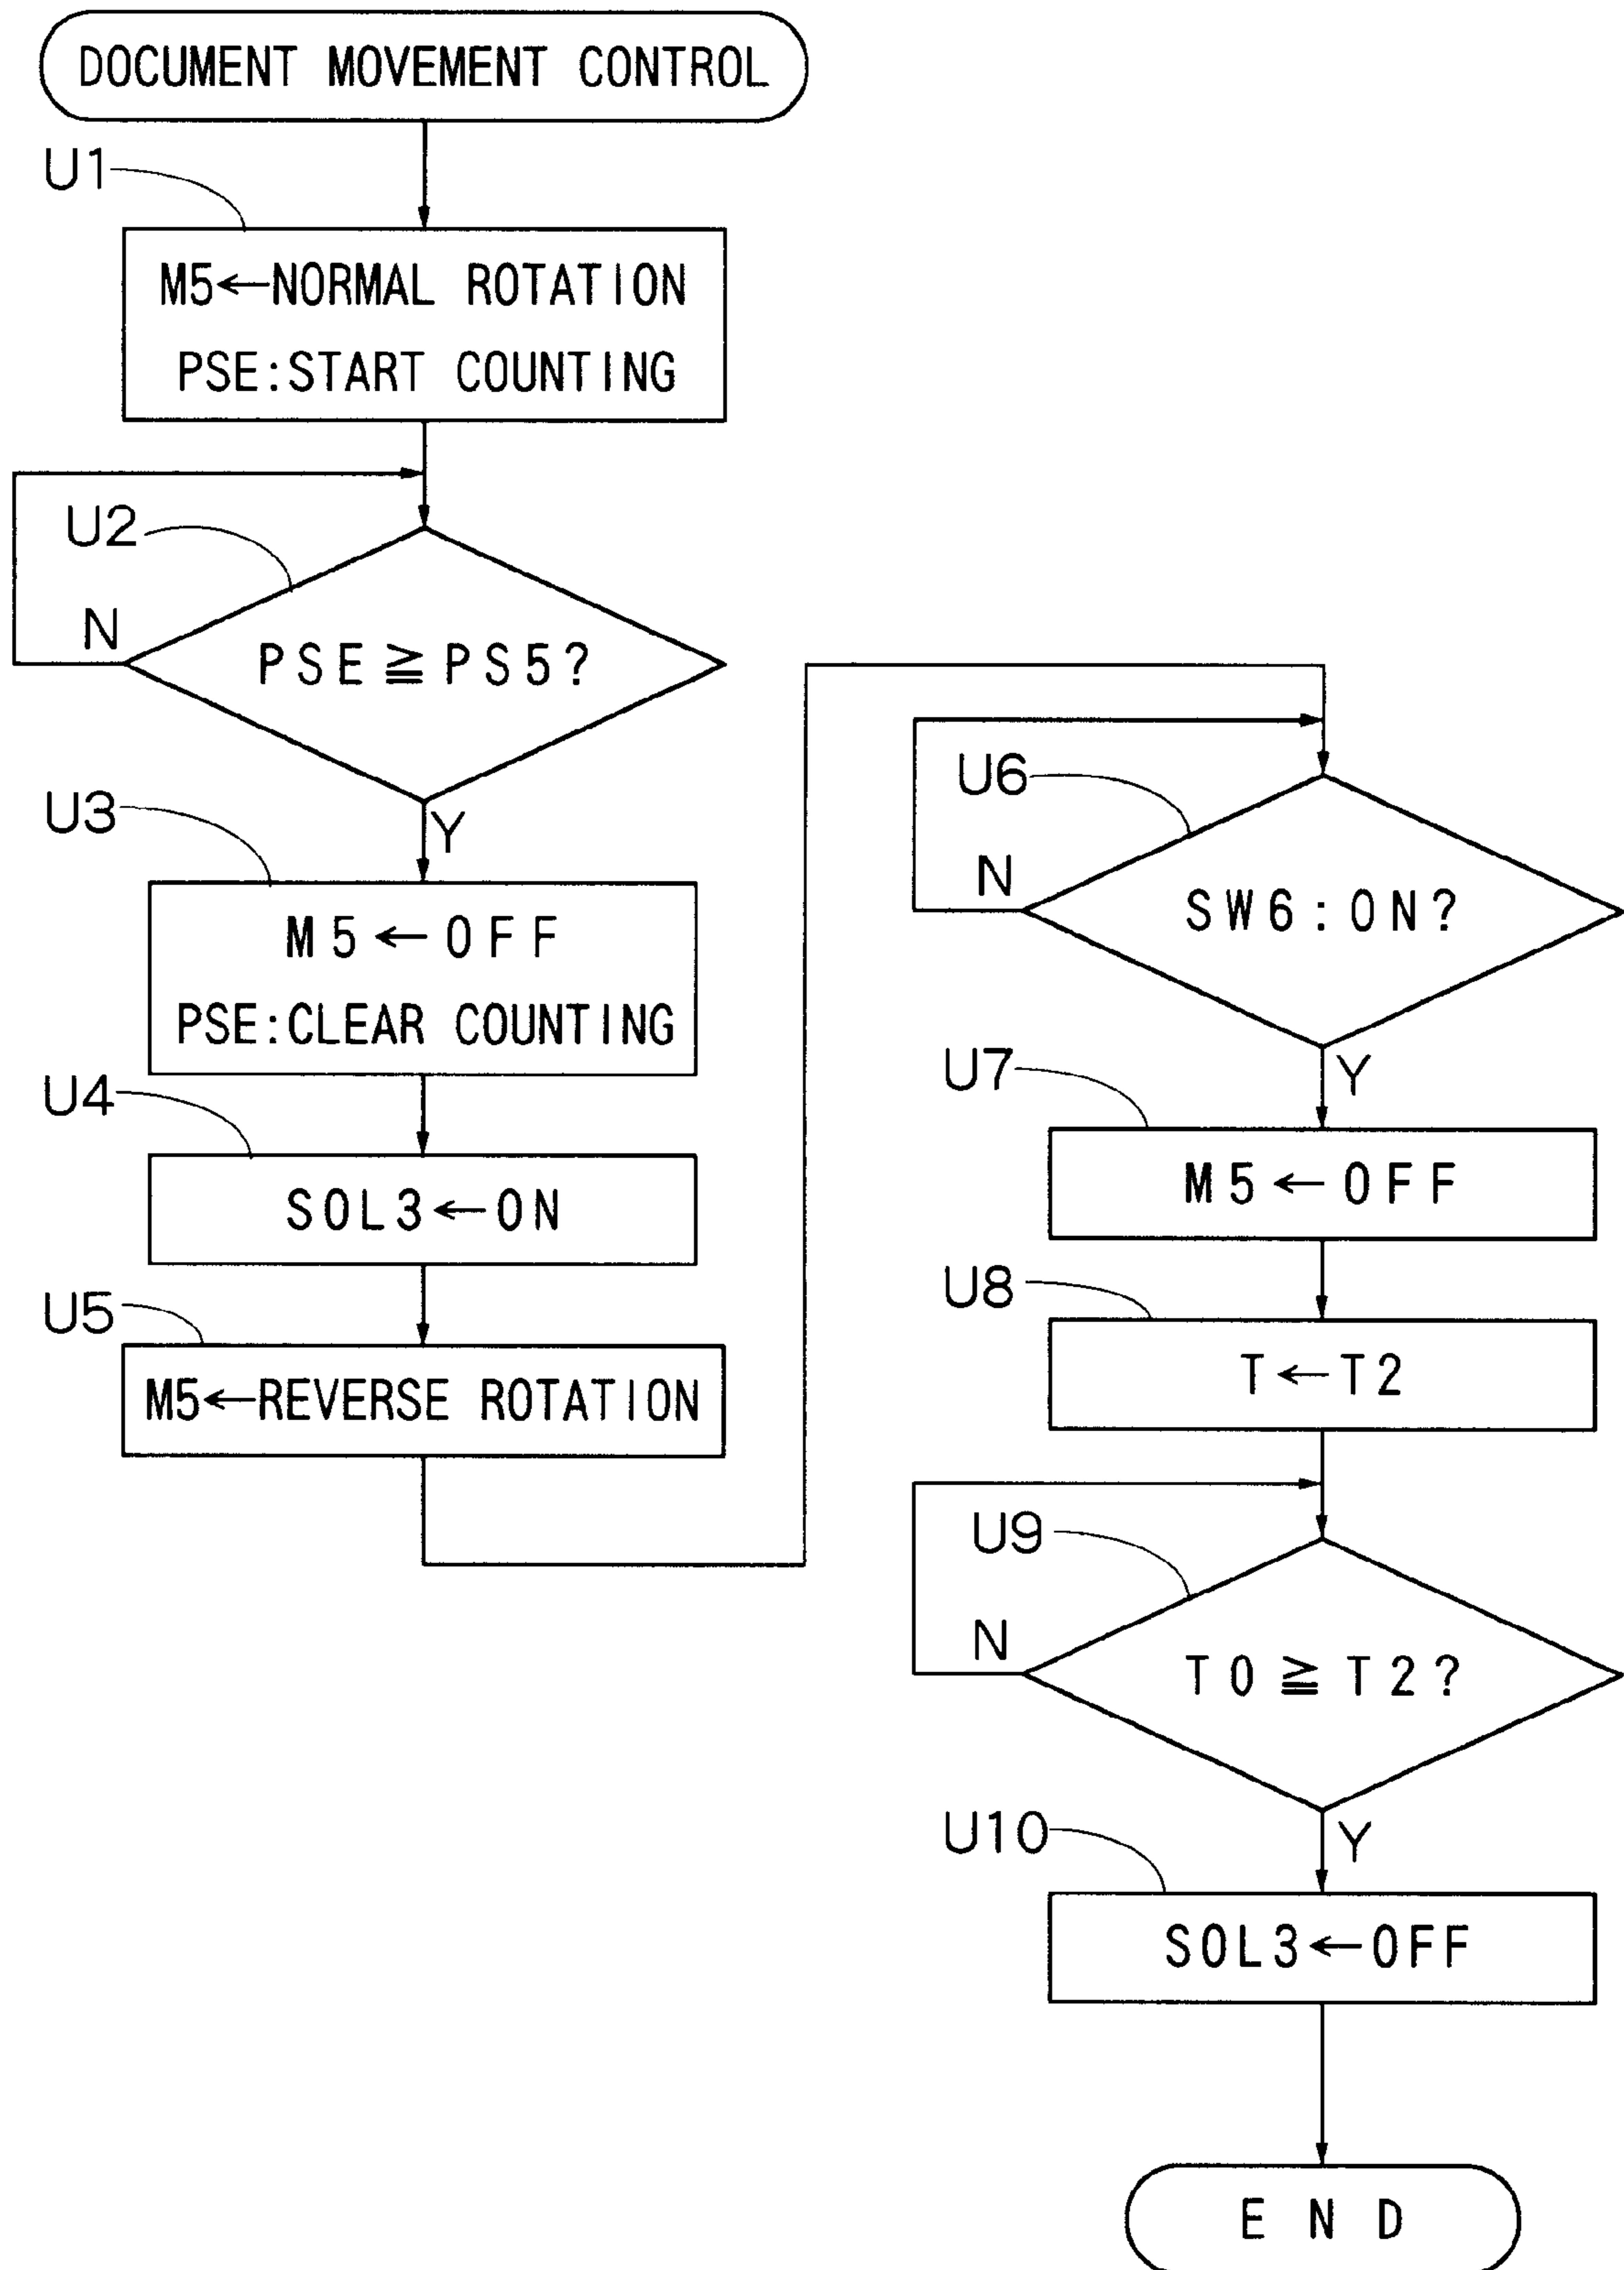 DOCUMENT MOVEMENT CONTROL
U1
M5←NORMAL ROTATION
PSE:START COUNTING
U2
N
PSE≧PS5?
Y
U3
M5←OFF
PSE:CLEAR COUNTING
U4
SOL3←ON
U5
M5←REVERSE ROTATION
U6
N
SW6:ON?
Y
U7
M5←OFF
U8
T←T2
U9
N
T0≧T2?
Y
U10
SOL3←OFF
END